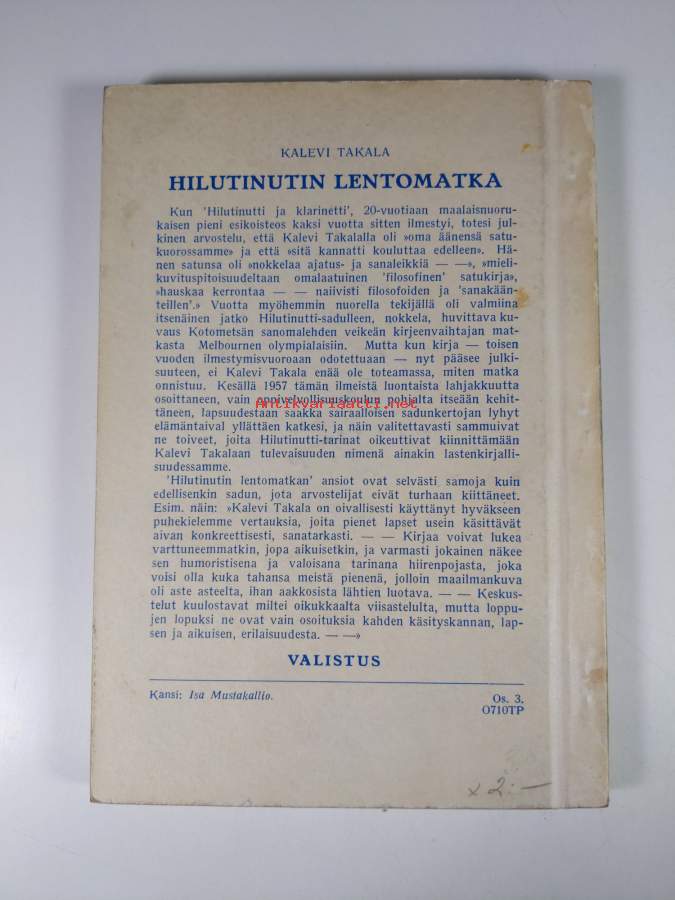 KALEVI TAKALA
HILUTINUTIN LENTOMATKA
Kun 'Hilutinutti ja klarinetti', 20-vuotiaan maalaisnuoru-
kaisen pieni esikoisteos kaksi vuotta sitten ilmestyi, totesi jul-
kinen arvostelu, että Kalevi Takalalla oli »oma äänensä satu-
kuorossamme» ja että »sitä kannatti kouluttaa edelleen». Hä-
nen satunsa oli »nokkelaa ajatus- ja sanaleikkiä — —», »mieli-
kuvituspitoisuudeltaan omalaatuinen 'filosofinen' satukirja»,
»hauskaa kerrontaa — — naiivisti filosofoiden ja 'sanakään-
teillen'.» Vuotta myöhemmin nuorella tekijällä oli valmiina
itsenäinen jatko Hilutinutti-sadulleen, nokkela, huvittava ku-
vaus Kotometsän sanomalehden veikeän kirjeenvaihtajan mat-
kasta Melbournen olympialaisiin. Mutta kun kirja — toisen
vuoden ilmestymisvuoroaan odotettuaan — nyt pääsee julki-
suuteen, ei Kalevi Takala enää ole toteamassa, miten matka
onnistuu. Kesällä 1957 tämän ilmeistä luontaista lahjakkuutta
osoittaneen, vain oppivelvollisuuskoulun pohjalta itseään kehit-
Antikvariaatti.net
täneen, lapsuudestaan saakka sairaalloisen sadunkertojan lyhyt
elämäntaival yllättäen katkesi, ja näin valitettavasti sammuivat
ne toiveet, joita Hilutinutti-tarinat oikeuttivat kiinnittämään
Kalevi Takalaan tulevaisuuden nimenä ainakin lastenkirjalli-
suudessamme.
'Hilutinutin lentomatkan' ansiot ovat selvästi samoja kuin
edellisenkin sadun, jota arvostelijat eivät turhaan kiittäneet.
Esim. näin: »Kalevi Takala on oivallisesti käyttänyt hyväkseen
puhekielemme vertauksia, joita pienet lapset usein käsittävät
aivan konkreettisesti, sanatarkasti. — — Kirjaa voivat lukea
varttuneemmatkin, jopa aikuisetkin, ja varmasti jokainen näkee
sen humoristisena ja valoisana tarinana hiirenpojasta, joka
voisi olla kuka tahansa meistä pienenä, jolloin maailmankuva
oli aste asteelta, ihan aakkosista lähtien luotava. — — Keskus-
telut kuulostavat miltei oikukkaalta viisastelulta, mutta loppu-
jen lopuksi ne ovat vain osoituksia kahden käsityskannan, lap-
sen ja aikuisen, erilaisuudesta. — —»
VALISTUS
Kansi: Isa Mustakallio.
Os. 3.
O710TP
x 2:—